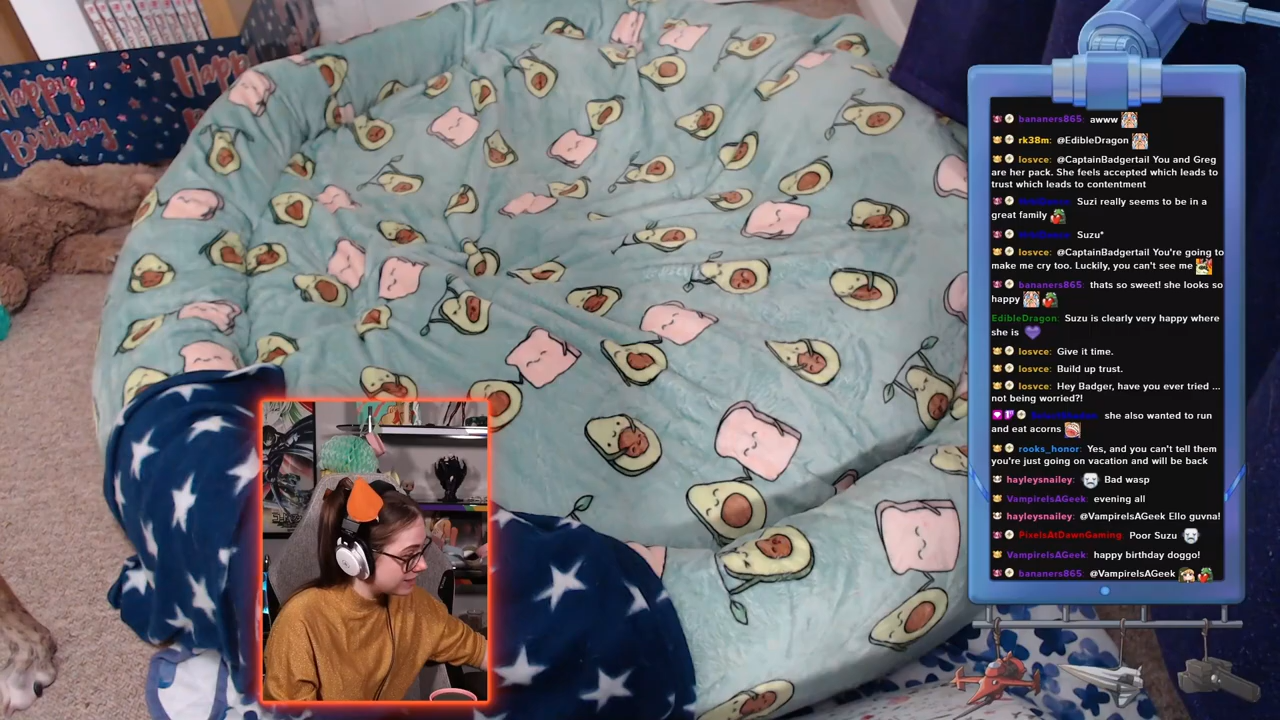 Happy
Birthday
Happ
bananers865: awww
rk38m: @EdibleDragon
losvce: @CaptainBadgertail You and Greg
are her pack. She feels accepted which leads to
trust which leads to contentment
Suzi really seems to be in a
great family
Suzu*
losvce: @CaptainBadgertail You're going to
make me cry too. Luckily, you can't see me
bananers865: thats so sweet! she looks so
happy
EdibleDragon: Suzu is clearly very happy where
she is
losvce: Give it time.
losvce: Build up trust.
losvce: Hey Badger, have you ever tried ...
not being worried?!
she also wanted to run
and eat acorns
rooks_honor: Yes, and you can't tell them
you're just going on vacation and will be back
hayleysnailey: Bad wasp
VampireIsAGeek: evening all
hayleysnailey: @VampireIsAGeek Ello guvna!
PixelsAtDawnGaming: Poor Suzu
VampireIsAGeek: happy birthday doggo!
bananers865: @VampireIsAGeek